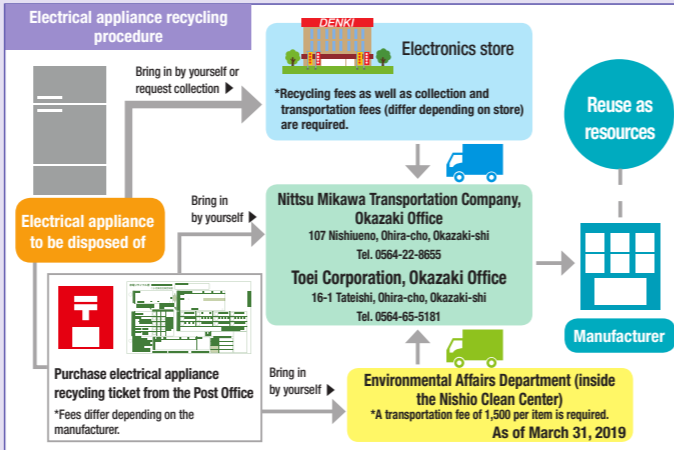 Electrical appliance recycling
procedure
DENKI
Electronics store
Bring in by yourself or
request collection ▶
*Recycling fees as well as collection and
transportation fees (differ depending on store)
are required.
Reuse as
resources
Electrical appliance
to be disposed of
Bring in
by yourself ▶
Nittsu Mikawa Transportation Company,
Okazaki Office
107 Nishiueno, Ohira-cho, Okazaki-shi
Tel. 0564-22-8655
Toei Corporation, Okazaki Office
16-1 Tateishi, Ohira-cho, Okazaki-shi
Tel. 0564-65-5181
Manufacturer
〒
Purchase electrical appliance
recycling ticket from the Post Office
*Fees differ depending on the
manufacturer.
Bring in
by yourself ▶
Environmental Affairs Department (inside
the Nishio Clean Center)
*A transportation fee of 1,500 per item is required.
As of March 31, 2019